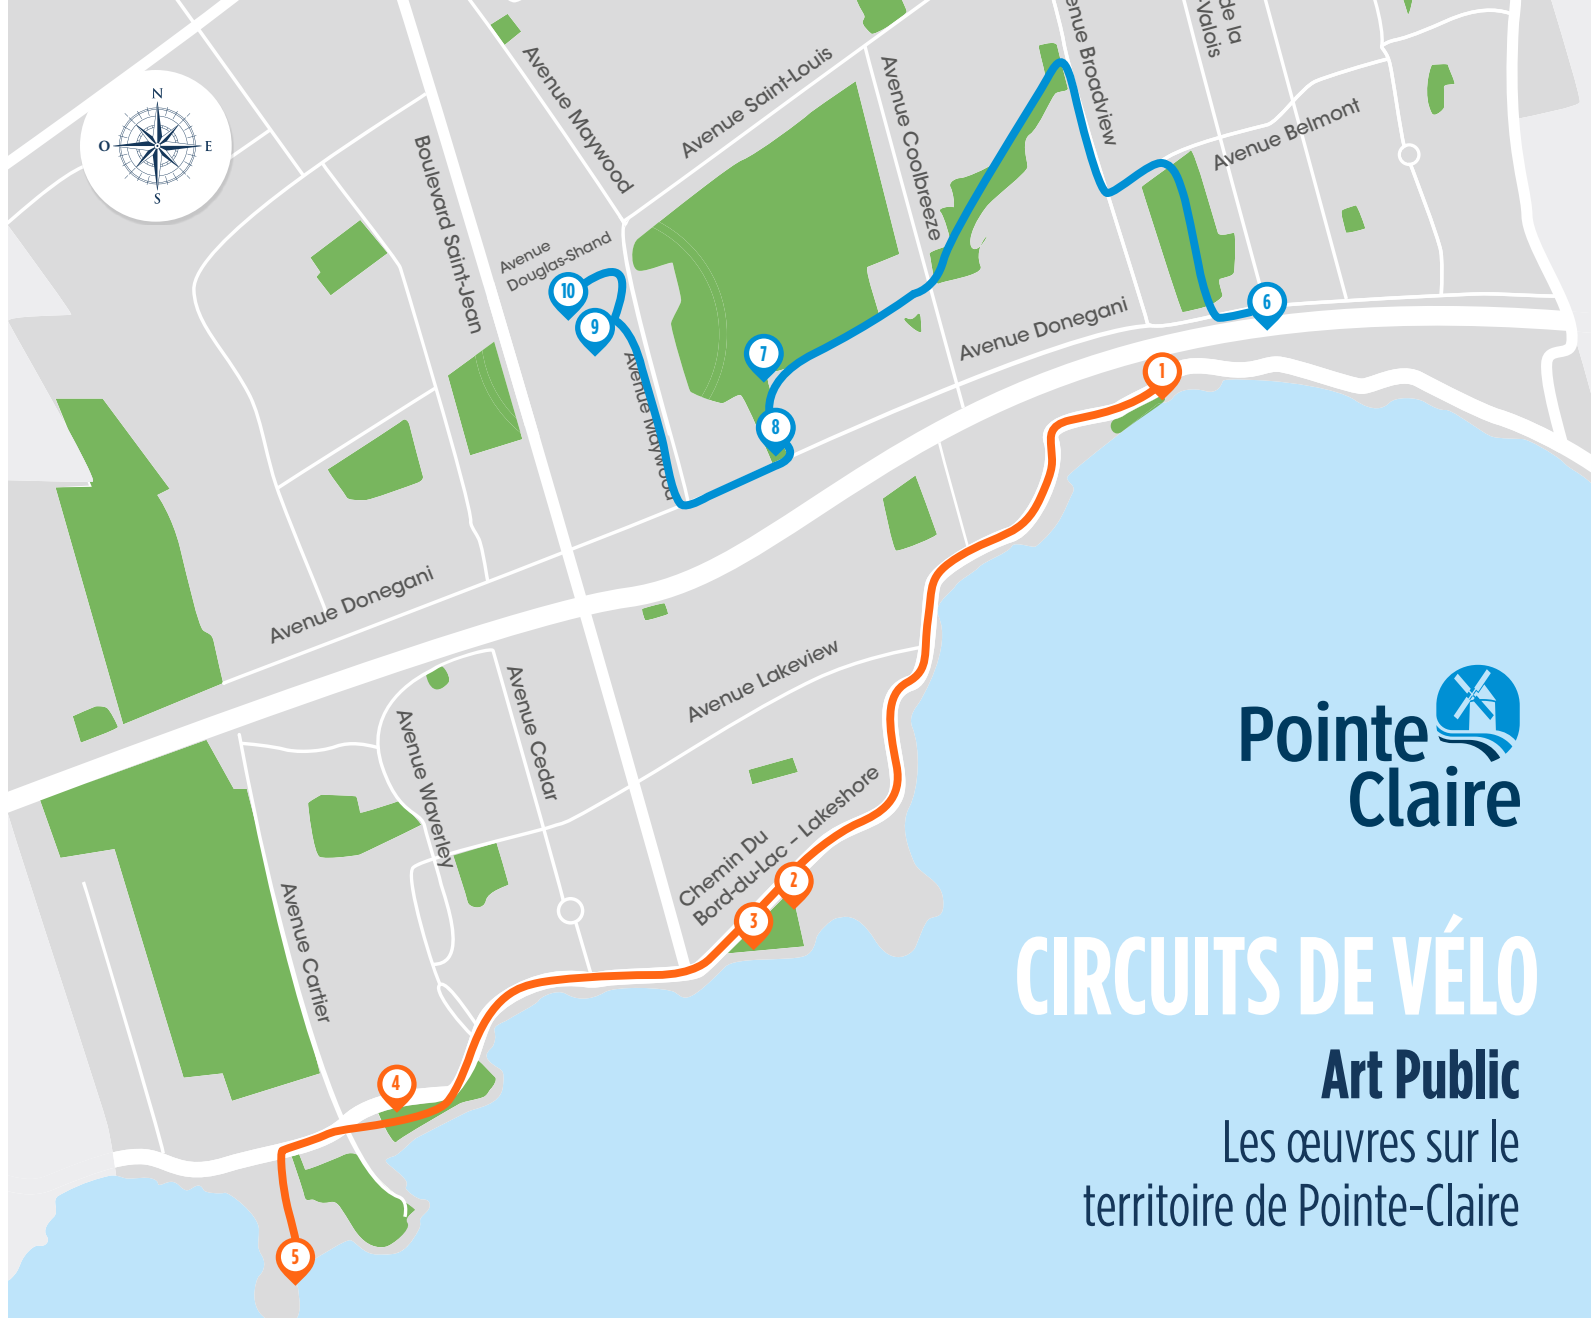 N
O
E
S
Avenue Maywood
Avenue Saint-Louis
Avenue Coolbreeze
enue Broadview
de la
-Valois
Avenue Belmont
Boulevard Saint-Jean
Avenue
Douglas-Shand
10
9
Avenue Maywood
7
8
6
Avenue Donegani
1
Avenue Donegani
Avenue Lakeview
Avenue Cedar
Avenue Waverley
Avenue Cartier
Chemin Du
Bord-du-Lac – Lakeshore
2
3
4
5
Pointe
Claire
CIRCUITS DE VÉLO
Art Public
Les œuvres sur le
territoire de Pointe-Claire